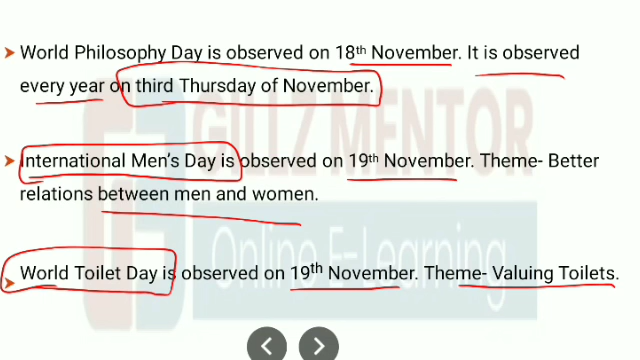 ➤ World Philosophy Day is observed on 18th November. It is observed
every year on third Thursday of November.
➤ International Men's Day is observed on 19th November. Theme- Better
relations between men and women.
➤ World Toilet Day is observed on 19th November. Theme- Valuing Toilets.
GILLZ MENTOR
Online E-Learning